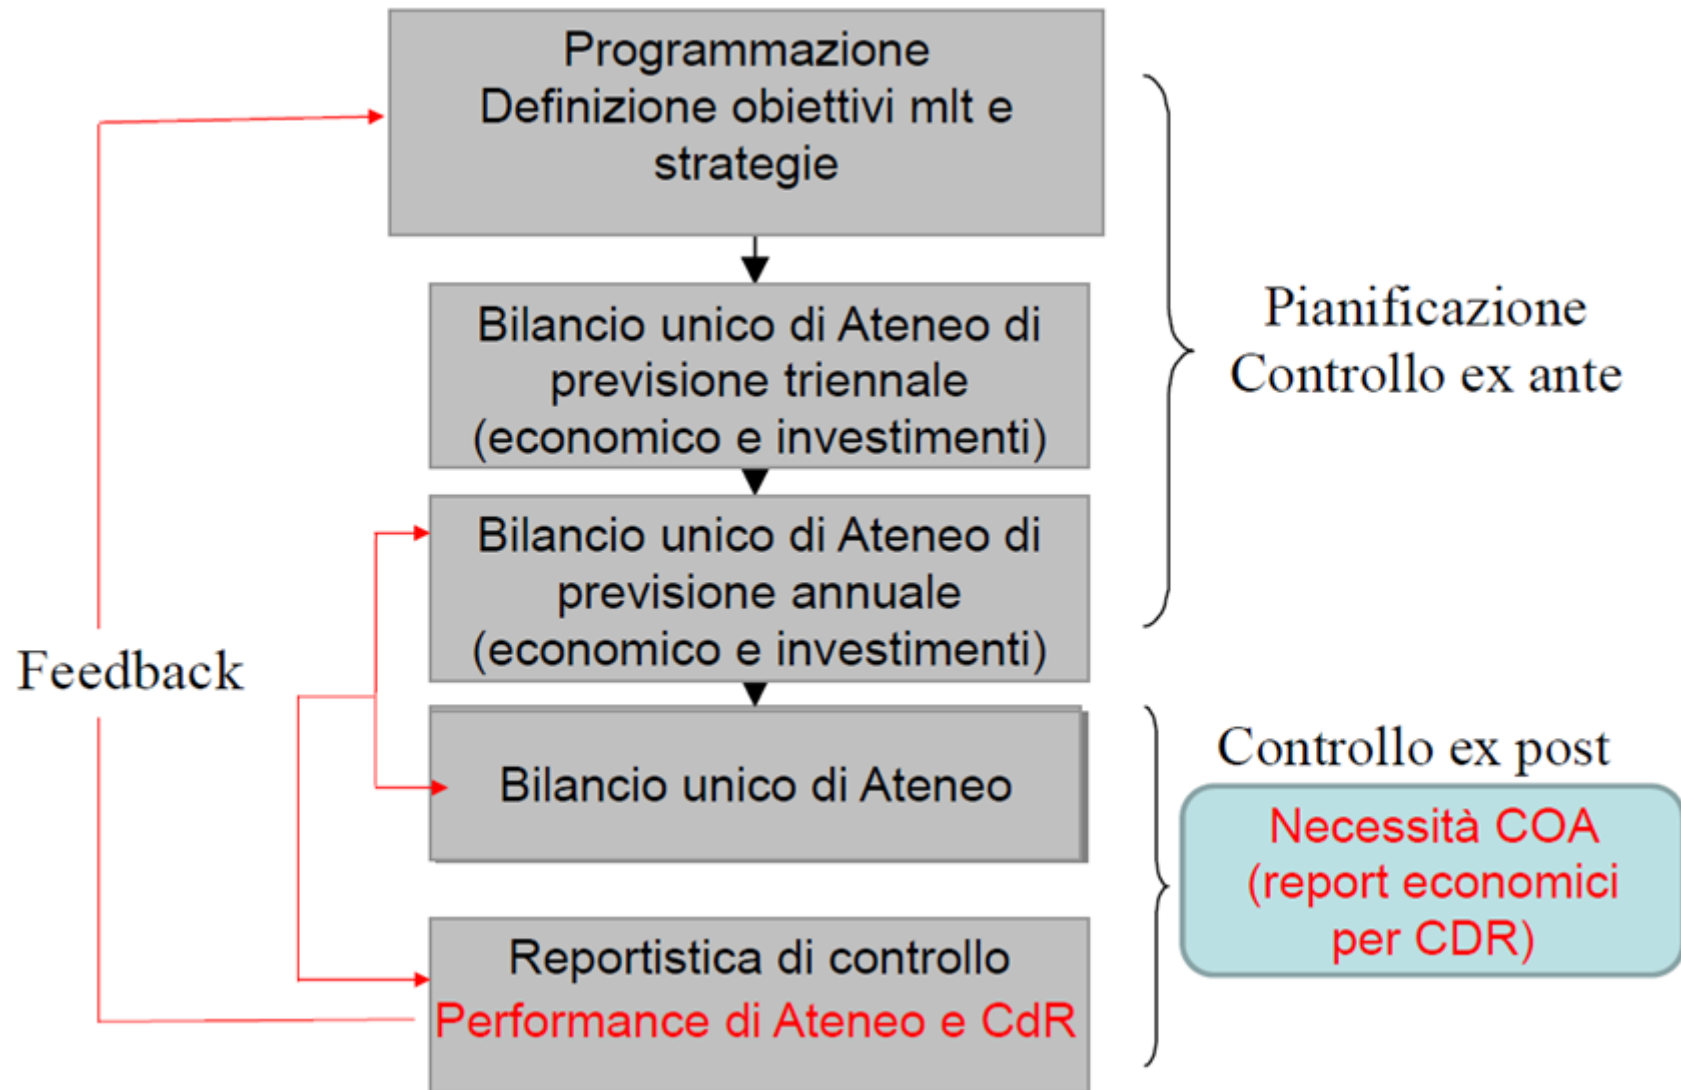 Programmazione
Definizione obiettivi mlt e
strategie
Bilancio unico di Ateneo di
previsione triennale
(economico e investimenti)
Pianificazione
Controllo ex ante
Bilancio unico di Ateneo di
previsione annuale
(economico e investimenti)
Feedback
Bilancio unico di Ateneo
Controllo ex post
Necessità COA
(report economici
per CDR)
Reportistica di controllo
Performance di Ateneo e CdR